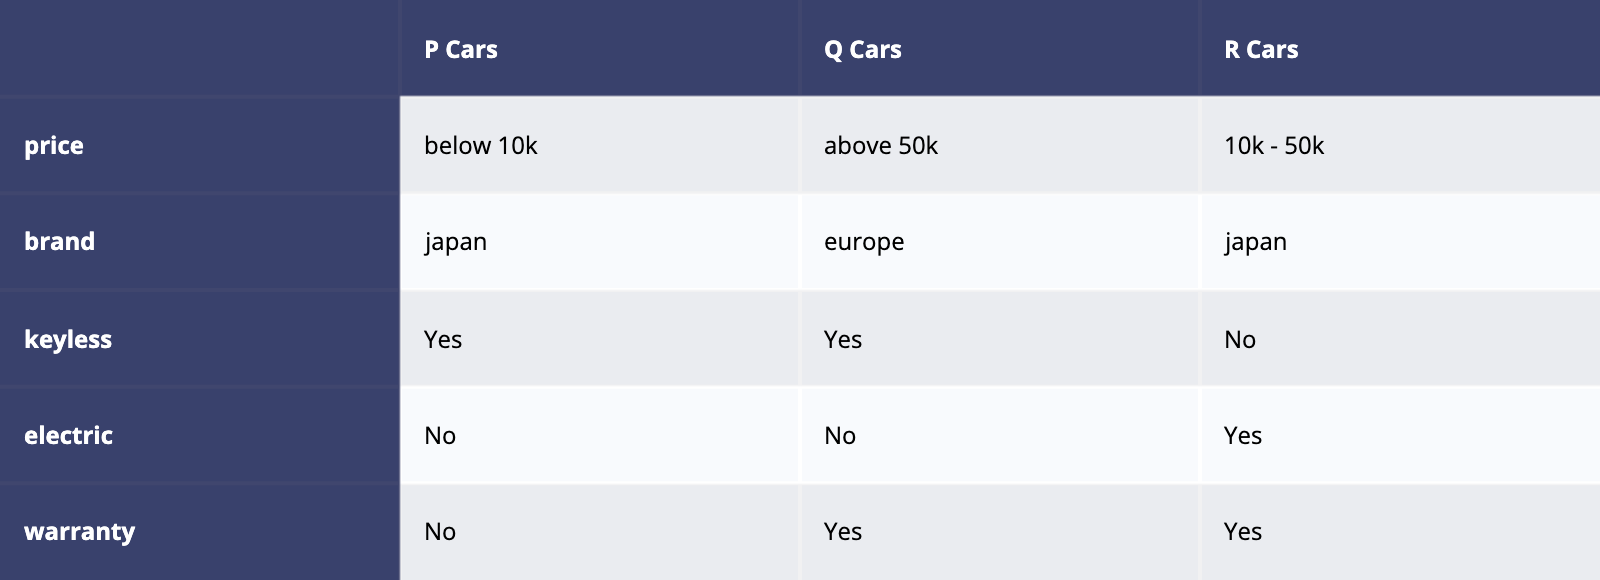 P Cars Q Cars R Cars
price below 10k above 50k 10k - 50k
brand japan europe japan
keyless Yes Yes No
electric No No Yes
warranty No Yes Yes